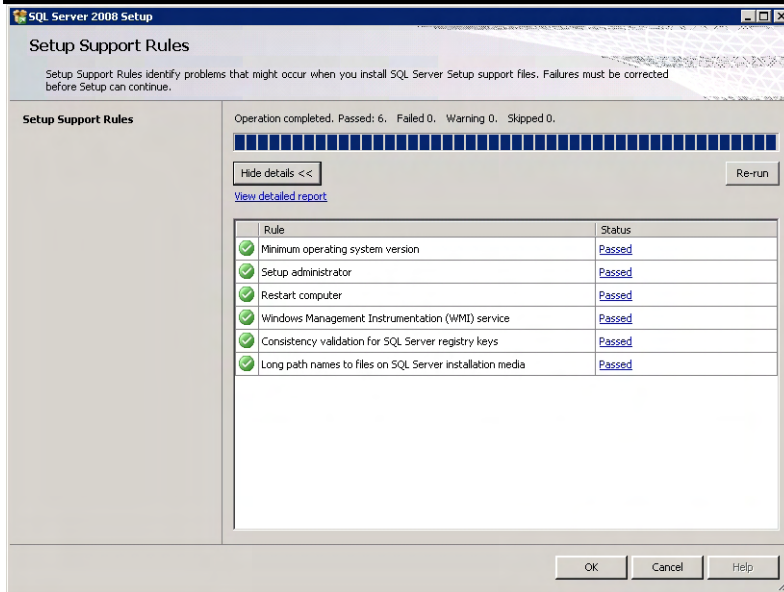 SQL Server 2008 Setup
Setup Support Rules
Setup Support Rules identify problems that might occur when you install SQL Server Setup support files. Failures must be corrected
before Setup can continue.
Setup Support Rules
Operation completed. Passed: 6. Failed 0. Warning 0. Skipped 0.
Hide details <<
Re-run
View detailed report
Rule Status
Minimum operating system version Passed
Setup administrator Passed
Restart computer Passed
Windows Management Instrumentation (WMI) service Passed
Consistency validation for SQL Server registry keys Passed
Long path names to files on SQL Server installation media Passed
OK Cancel Help